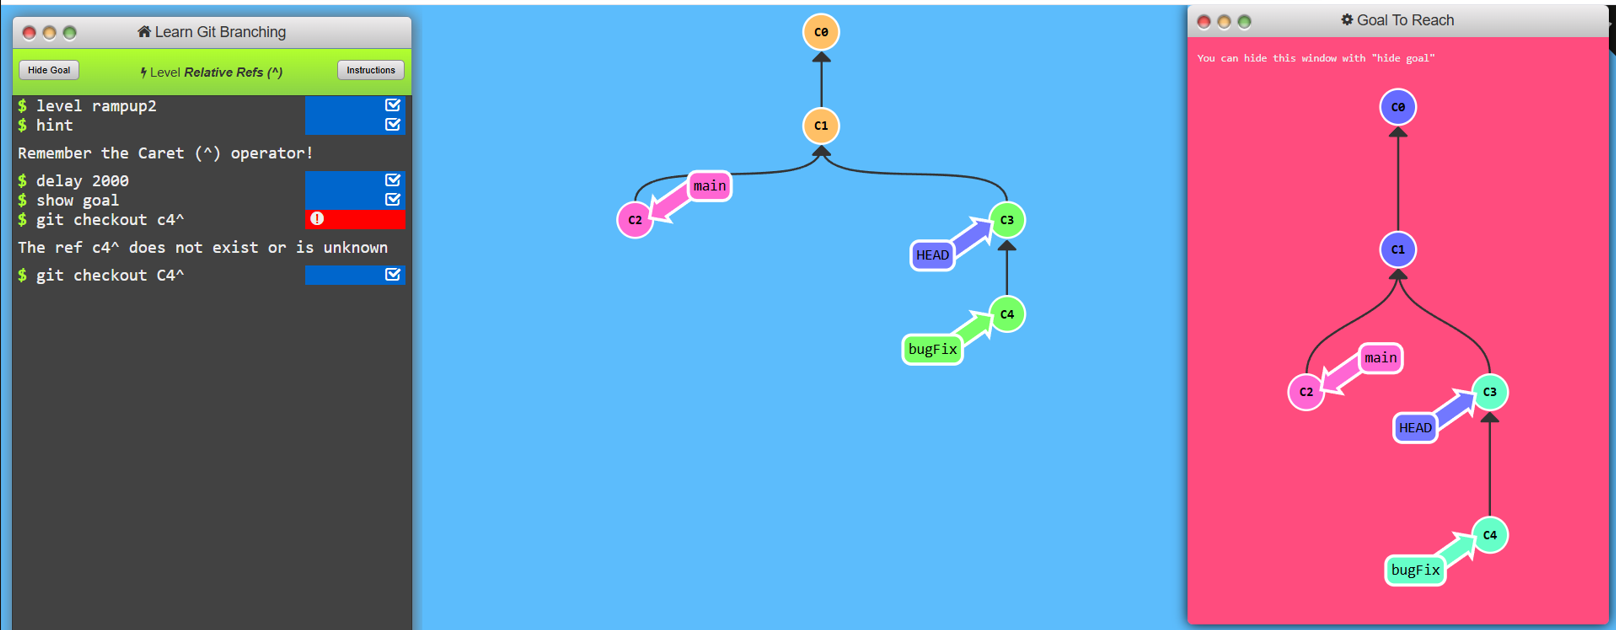 Learn Git Branching
Hide Goal
Level Relative Refs (^)
Instructions
$ level rampup2
$ hint
Remember the Caret (^) operator!
$ delay 2000
$ show goal
$ git checkout c4^
The ref c4^ does not exist or is unknown
$ git checkout C4^
C0
C1
main
C2
C3
HEAD
C4
bugFix
Goal To Reach
You can hide this window with "hide goal"
C0
C1
main
C2
C3
HEAD
C4
bugFix